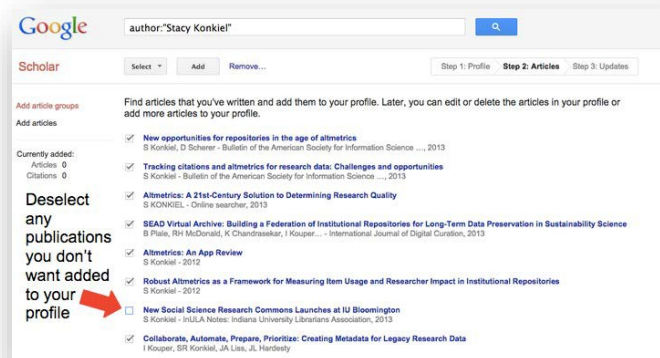 Google
author:"Stacy Konkiel"
Scholar
Select
Add
Remove...
Step 1: Profile
Step 2: Articles
Step 3: Updates
Add article groups
Add articles
Currently added:
Articles 0
Citations 0
Deselect
any
publications
you don't
want added
to your
profile
Find articles that you've written and add them to your profile. Later, you can edit or delete the articles in your profile or
add more articles to your profile.
New opportunities for repositories in the age of altmetrics
S Konkiel, D Scherer - Bulletin of the American Society for Information Science ..., 2013
Tracking citations and altmetrics for research data: Challenges and opportunities
S Konkiel - Bulletin of the American Society for Information Science ..., 2013
Altmetrics: A 21st-Century Solution to Determining Research Quality
S KONKIEL - Online searcher, 2013
SEAD Virtual Archive: Building a Federation of Institutional Repositories for Long-Term Data Preservation in Sustainability Science
B Plale, RH McDonald, K Chandrasekar, I Kouper... - International Journal of Digital Curation, 2013
Altmetrics: An App Review
S Konkiel - 2012
Robust Altmetrics as a Framework for Measuring Item Usage and Researcher Impact in Institutional Repositories
S Konkiel - 2012
New Social Science Research Commons Launches at IU Bloomington
S Konkiel - InULA Notes: Indiana University Librarians Association, 2013
Collaborate, Automate, Prepare, Prioritize: Creating Metadata for Legacy Research Data
I Kouper, SR Konkiel, JA Liss, JL Hardesty